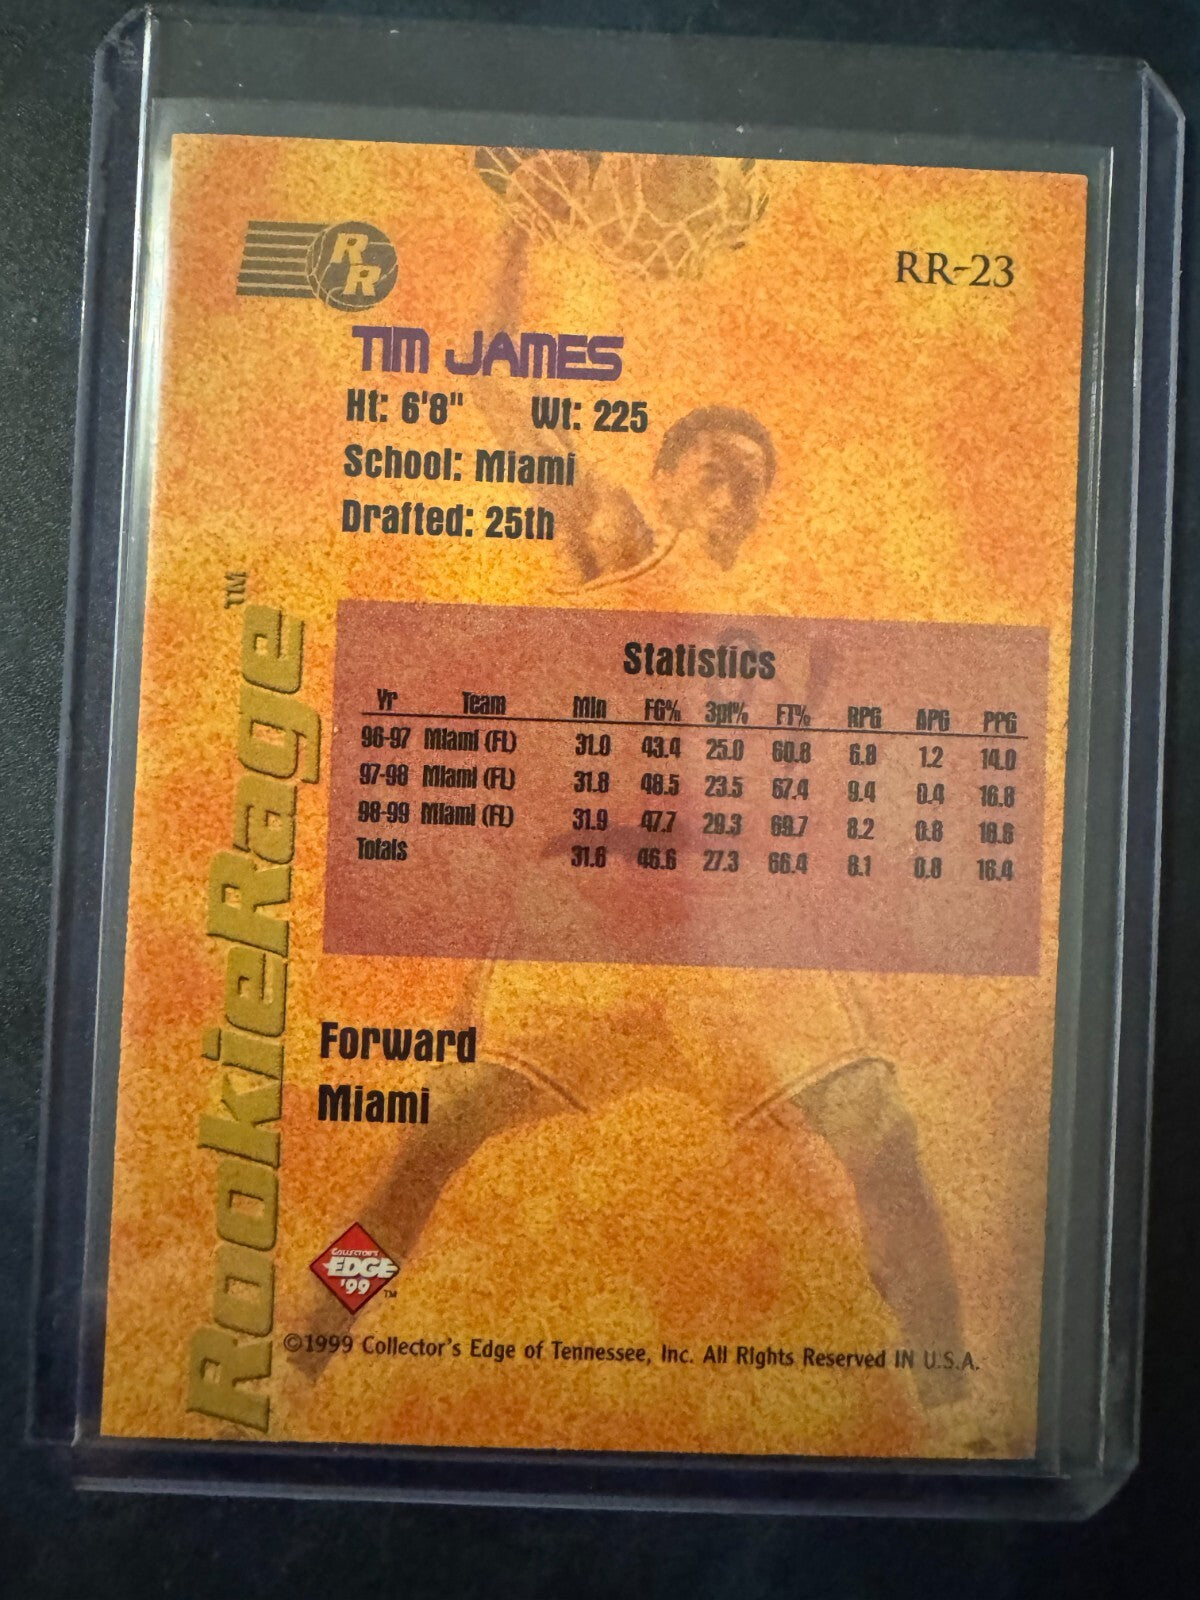 RR
RR-23
TIM JAMES
Ht: 6'8" Wt: 225
School: Miami
Drafted: 25th
RookieRage™
Statistics
Yr Team Min FG% 3pt% FT% RPG APG PPG
96-97 Miami (FL) 31.0 43.4 25.0 60.8 6.8 1.2 14.0
97-98 Miami (FL) 31.8 48.5 23.5 67.4 9.4 0.4 16.8
98-99 Miami (FL) 31.9 47.7 29.3 69.7 8.2 0.8 18.6
Totals 31.6 46.6 27.3 66.4 8.1 0.8 16.4
Forward
Miami
COLLECTOR'S
EDGE
'99 ™
©1999 Collector's Edge of Tennessee, Inc. All Rights Reserved IN U.S.A.